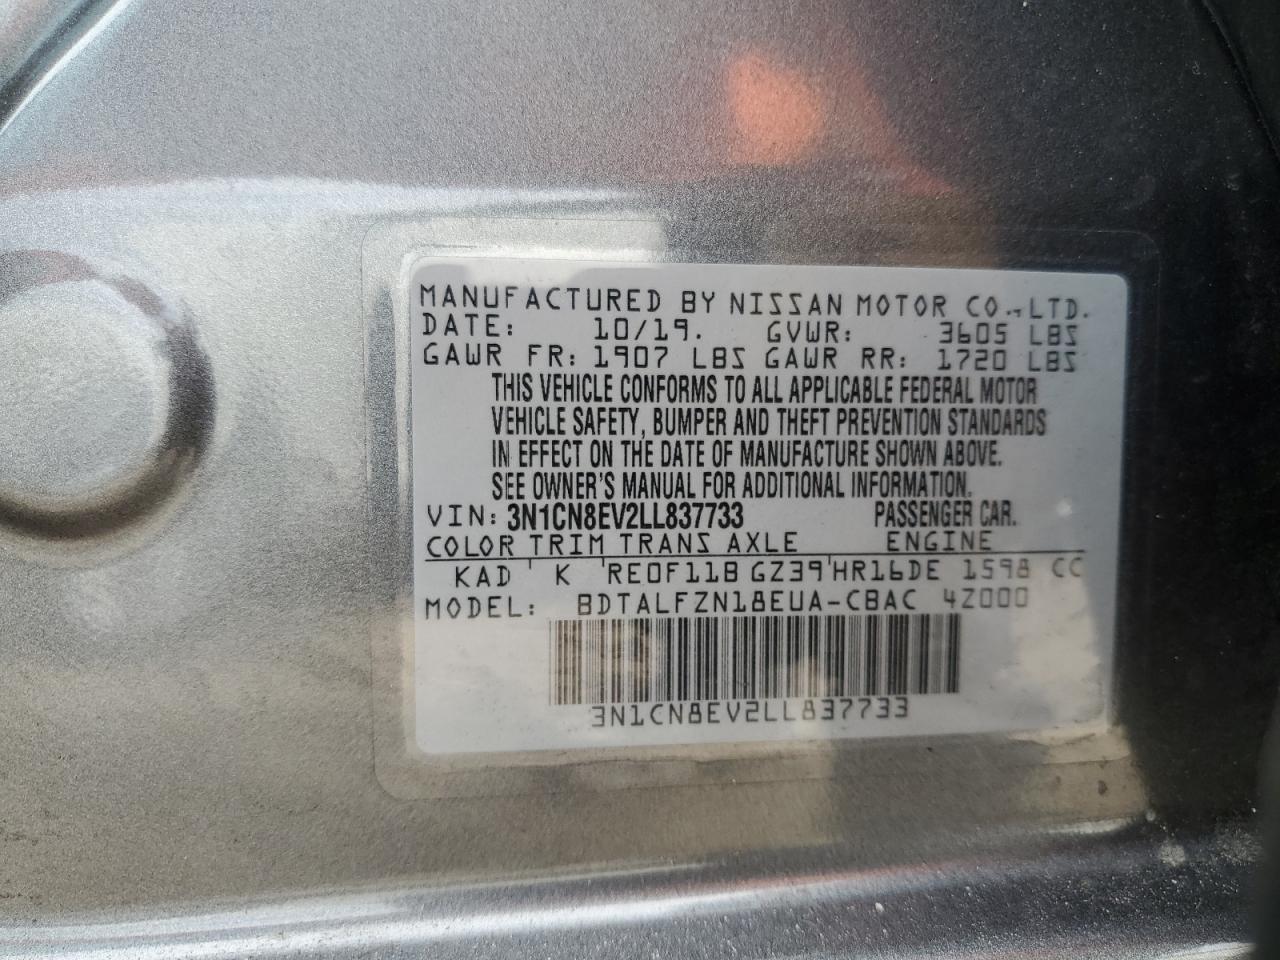 MANUFACTURED BY NISSAN MOTOR CO., LTD.
DATE: 10/19. GVWR: 3605 LBS
GAWR FR: 1907 LBS GAWR RR: 1720 LBS
THIS VEHICLE CONFORMS TO ALL APPLICABLE FEDERAL MOTOR
VEHICLE SAFETY, BUMPER AND THEFT PREVENTION STANDARDS
IN EFFECT ON THE DATE OF MANUFACTURE SHOWN ABOVE.
SEE OWNER'S MANUAL FOR ADDITIONAL INFORMATION.
VIN: 3N1CN8EV2LL837733 PASSENGER CAR.
COLOR TRIM TRANS AXLE ENGINE
KAD K RE0F11B GZ39 HR16DE 1598 CC
MODEL: BDTALFZN18EUA-CBAC 4Z000
3N1CN8EV2LL837733